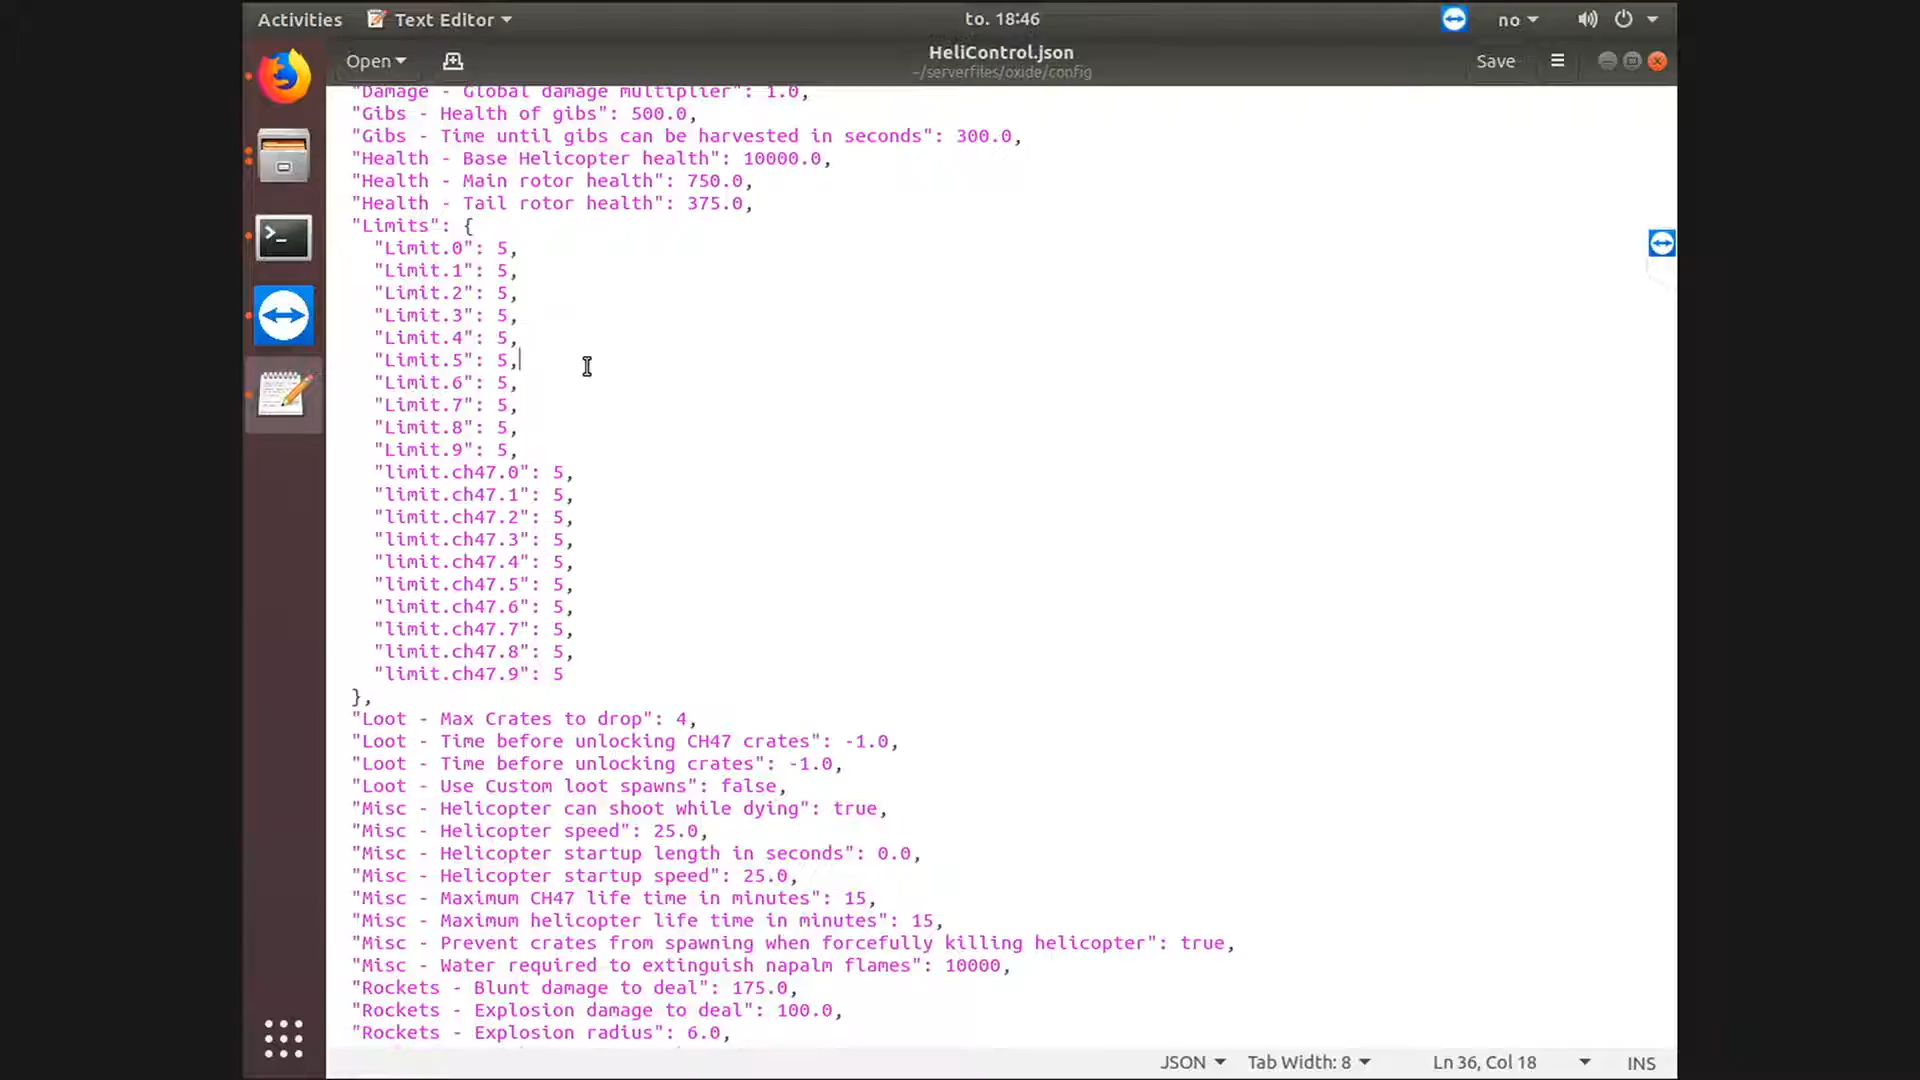 Activities
Text Editor
to. 18:46
no
Open
HeliControl.json
~/serverfiles/oxide/config
Save
"Damage - Global damage multiplier": 1.0,
"Gibs - Health of gibs": 500.0,
"Gibs - Time until gibs can be harvested in seconds": 300.0,
"Health - Base Helicopter health": 10000.0,
"Health - Main rotor health": 750.0,
"Health - Tail rotor health": 375.0,
"Limits": {
"Limit.0": 5,
"Limit.1": 5,
"Limit.2": 5,
"Limit.3": 5,
"Limit.4": 5,
"Limit.5": 5,
"Limit.6": 5,
"Limit.7": 5,
"Limit.8": 5,
"Limit.9": 5,
"limit.ch47.0": 5,
"limit.ch47.1": 5,
"limit.ch47.2": 5,
"limit.ch47.3": 5,
"limit.ch47.4": 5,
"limit.ch47.5": 5,
"limit.ch47.6": 5,
"limit.ch47.7": 5,
"limit.ch47.8": 5,
"limit.ch47.9": 5
},
"Loot - Max Crates to drop": 4,
"Loot - Time before unlocking CH47 crates": -1.0,
"Loot - Time before unlocking crates": -1.0,
"Loot - Use Custom loot spawns": false,
"Misc - Helicopter can shoot while dying": true,
"Misc - Helicopter speed": 25.0,
"Misc - Helicopter startup length in seconds": 0.0,
"Misc - Helicopter startup speed": 25.0,
"Misc - Maximum CH47 life time in minutes": 15,
"Misc - Maximum helicopter life time in minutes": 15,
"Misc - Prevent crates from spawning when forcefully killing helicopter": true,
"Misc - Water required to extinguish napalm flames": 10000,
"Rockets - Blunt damage to deal": 175.0,
"Rockets - Explosion damage to deal": 100.0,
"Rockets - Explosion radius": 6.0,
JSON
Tab Width: 8
Ln 36, Col 18
INS